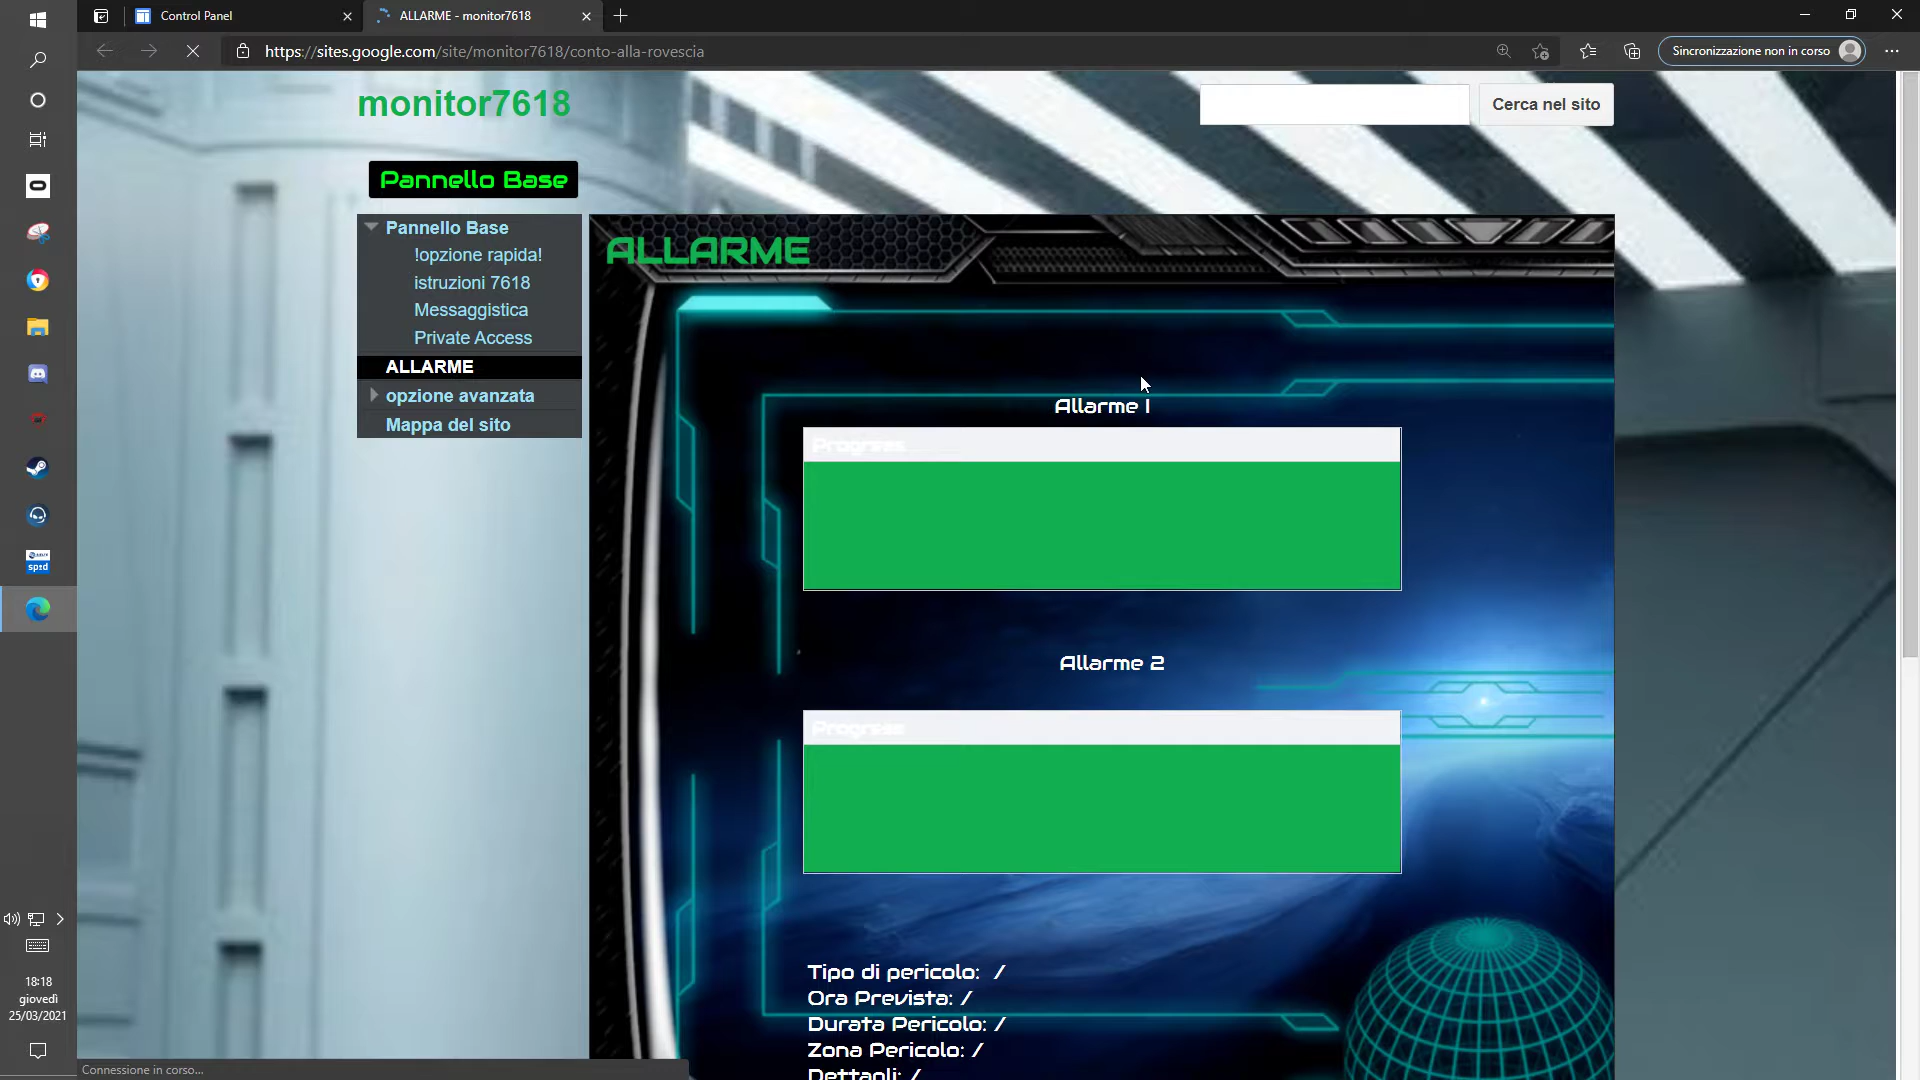 Control Panel
ALLARME - monitor7618
https://sites.google.com/site/monitor7618/conto-alla-rovescia
Sincronizzazione non in corso
monitor7618
Cerca nel sito
Pannello Base
Pannello Base
!opzione rapida!
istruzioni 7618
Messaggistica
Private Access
ALLARME
opzione avanzata
Mappa del sito
ALLARME
Allarme 1
Progress
Allarme 2
Progress
Tipo di pericolo: /
Ora Prevista: /
Durata Pericolo: /
Zona Pericolo: /
Dettagli: /
spid
18:18
giovedì
25/03/2021
Connessione in corso...